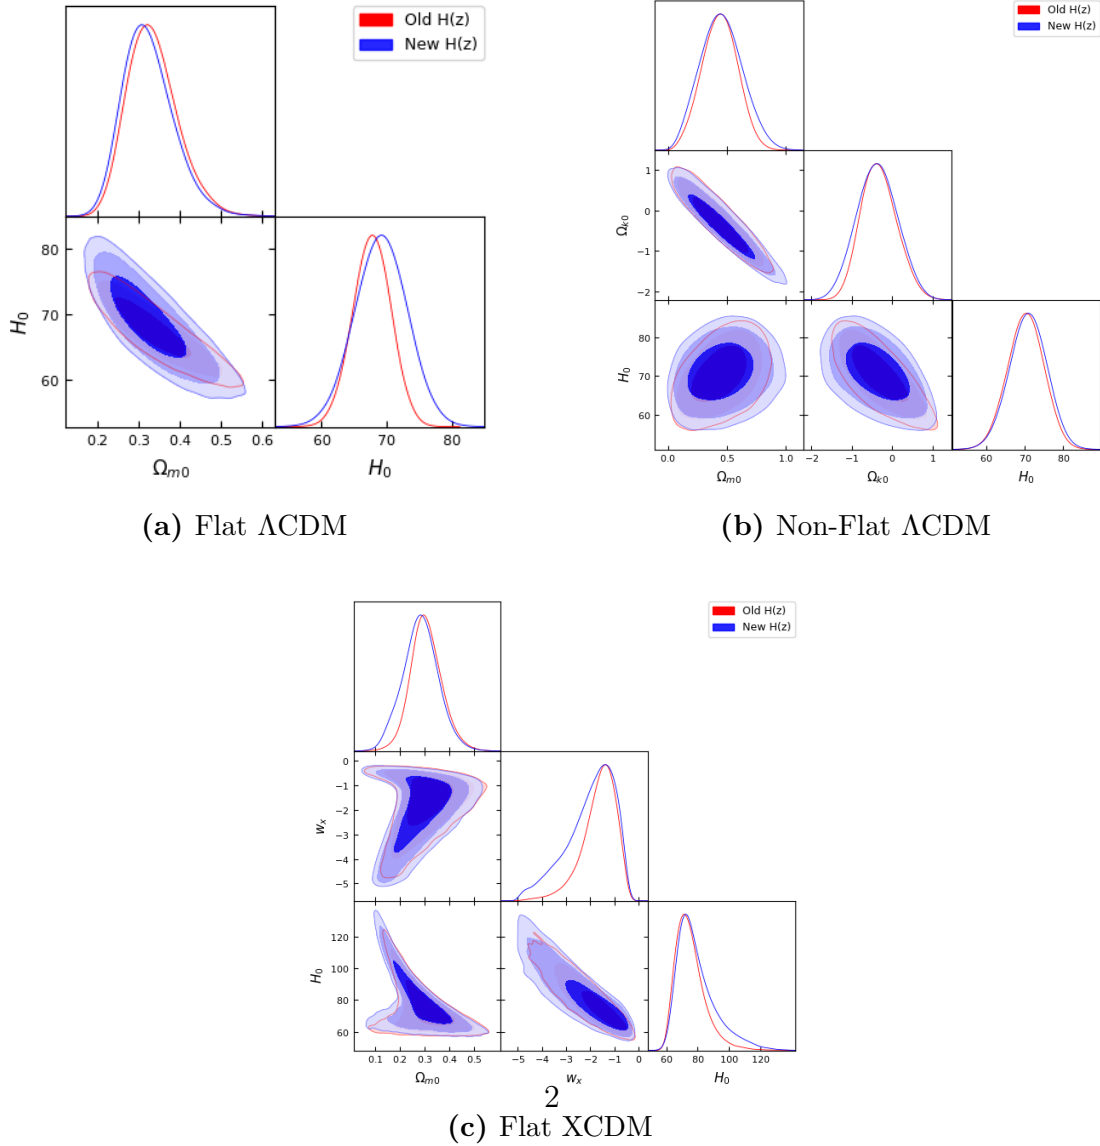 Old H(z)
New H(z)
80
70
60
H₀
0.2 0.3 0.4 0.5 0.6
Ωₘ₀
60 70 80
H₀
(a) Flat ΛCDM
Old H(z)
New H(z)
1
0
−1
−2
Ωₖ₀
80
70
60
H₀
0.0 0.5 1.0
Ωₘ₀
−2 −1 0 1
Ωₖ₀
60 70 80
H₀
(b) Non-Flat ΛCDM
Old H(z)
New H(z)
0
−1
−2
−3
−4
−5
wₓ
120
100
80
60
H₀
0.1 0.2 0.3 0.4 0.5
Ωₘ₀
−5 −4 −3 −2 −1 0
wₓ
60 80 100 120
H₀
2
(c) Flat XCDM